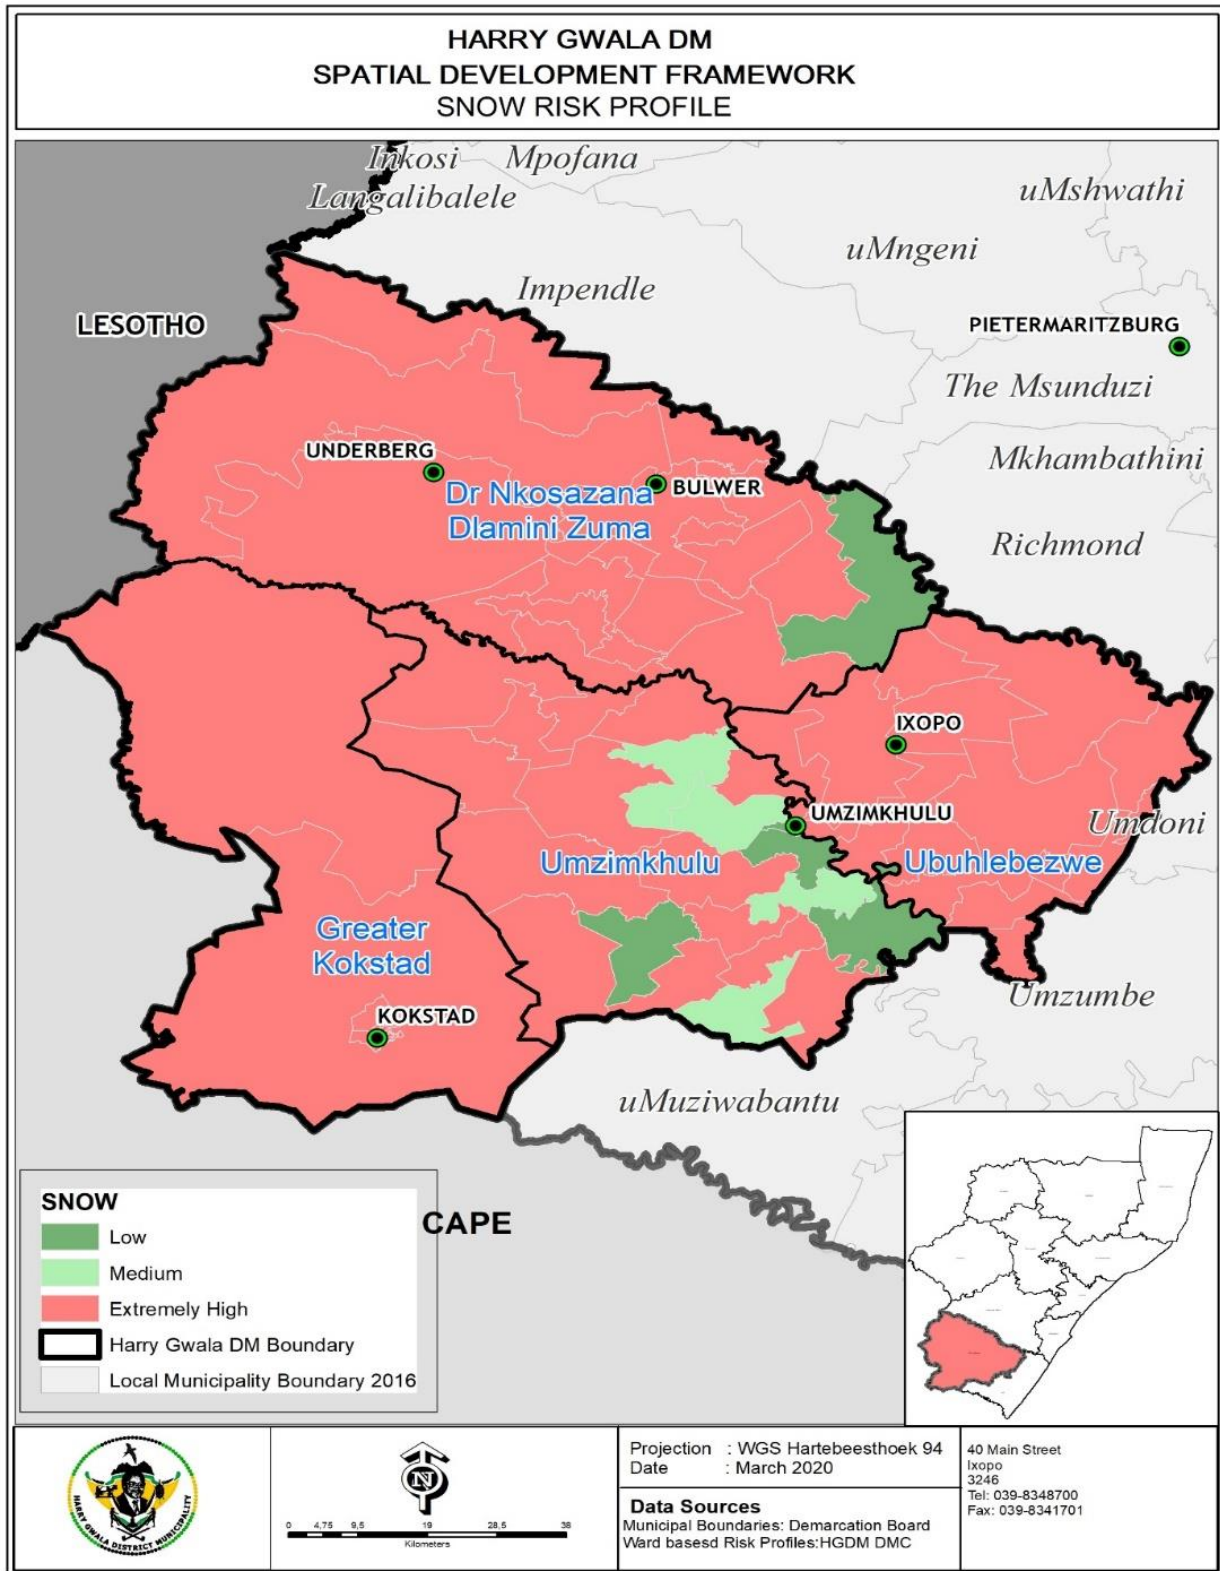 HARRY GWALA DM
SPATIAL DEVELOPMENT FRAMEWORK
SNOW RISK PROFILE
Inkosi
Langalibalele
Mpofana
uMshwathi
uMngeni
Impendle
LESOTHO
PIETERMARITZBURG
The Msunduzi
UNDERBERG
Mkhambathini
BULWER
Dr Nkosazana
Dlamini Zuma
Richmond
IXOPO
UMZIMKHULU
Umdoni
Umzimkhulu
Ubuhlebezwe
Greater
Kokstad
Umzumbe
KOKSTAD
uMuziwabantu
CAPE
SNOW
Low
Medium
Extremely High
Harry Gwala DM Boundary
Local Municipality Boundary 2016
HARRY GWALA DISTRICT MUNICIPALITY
N
0 4,75 9,5 19 28,5 38
Kilometers
Projection : WGS Hartebeesthoek 94
Date : March 2020
Data Sources
Municipal Boundaries: Demarcation Board
Ward basesd Risk Profiles:HGDM DMC
40 Main Street
Ixopo
3246
Tel: 039-8348700
Fax: 039-8341701